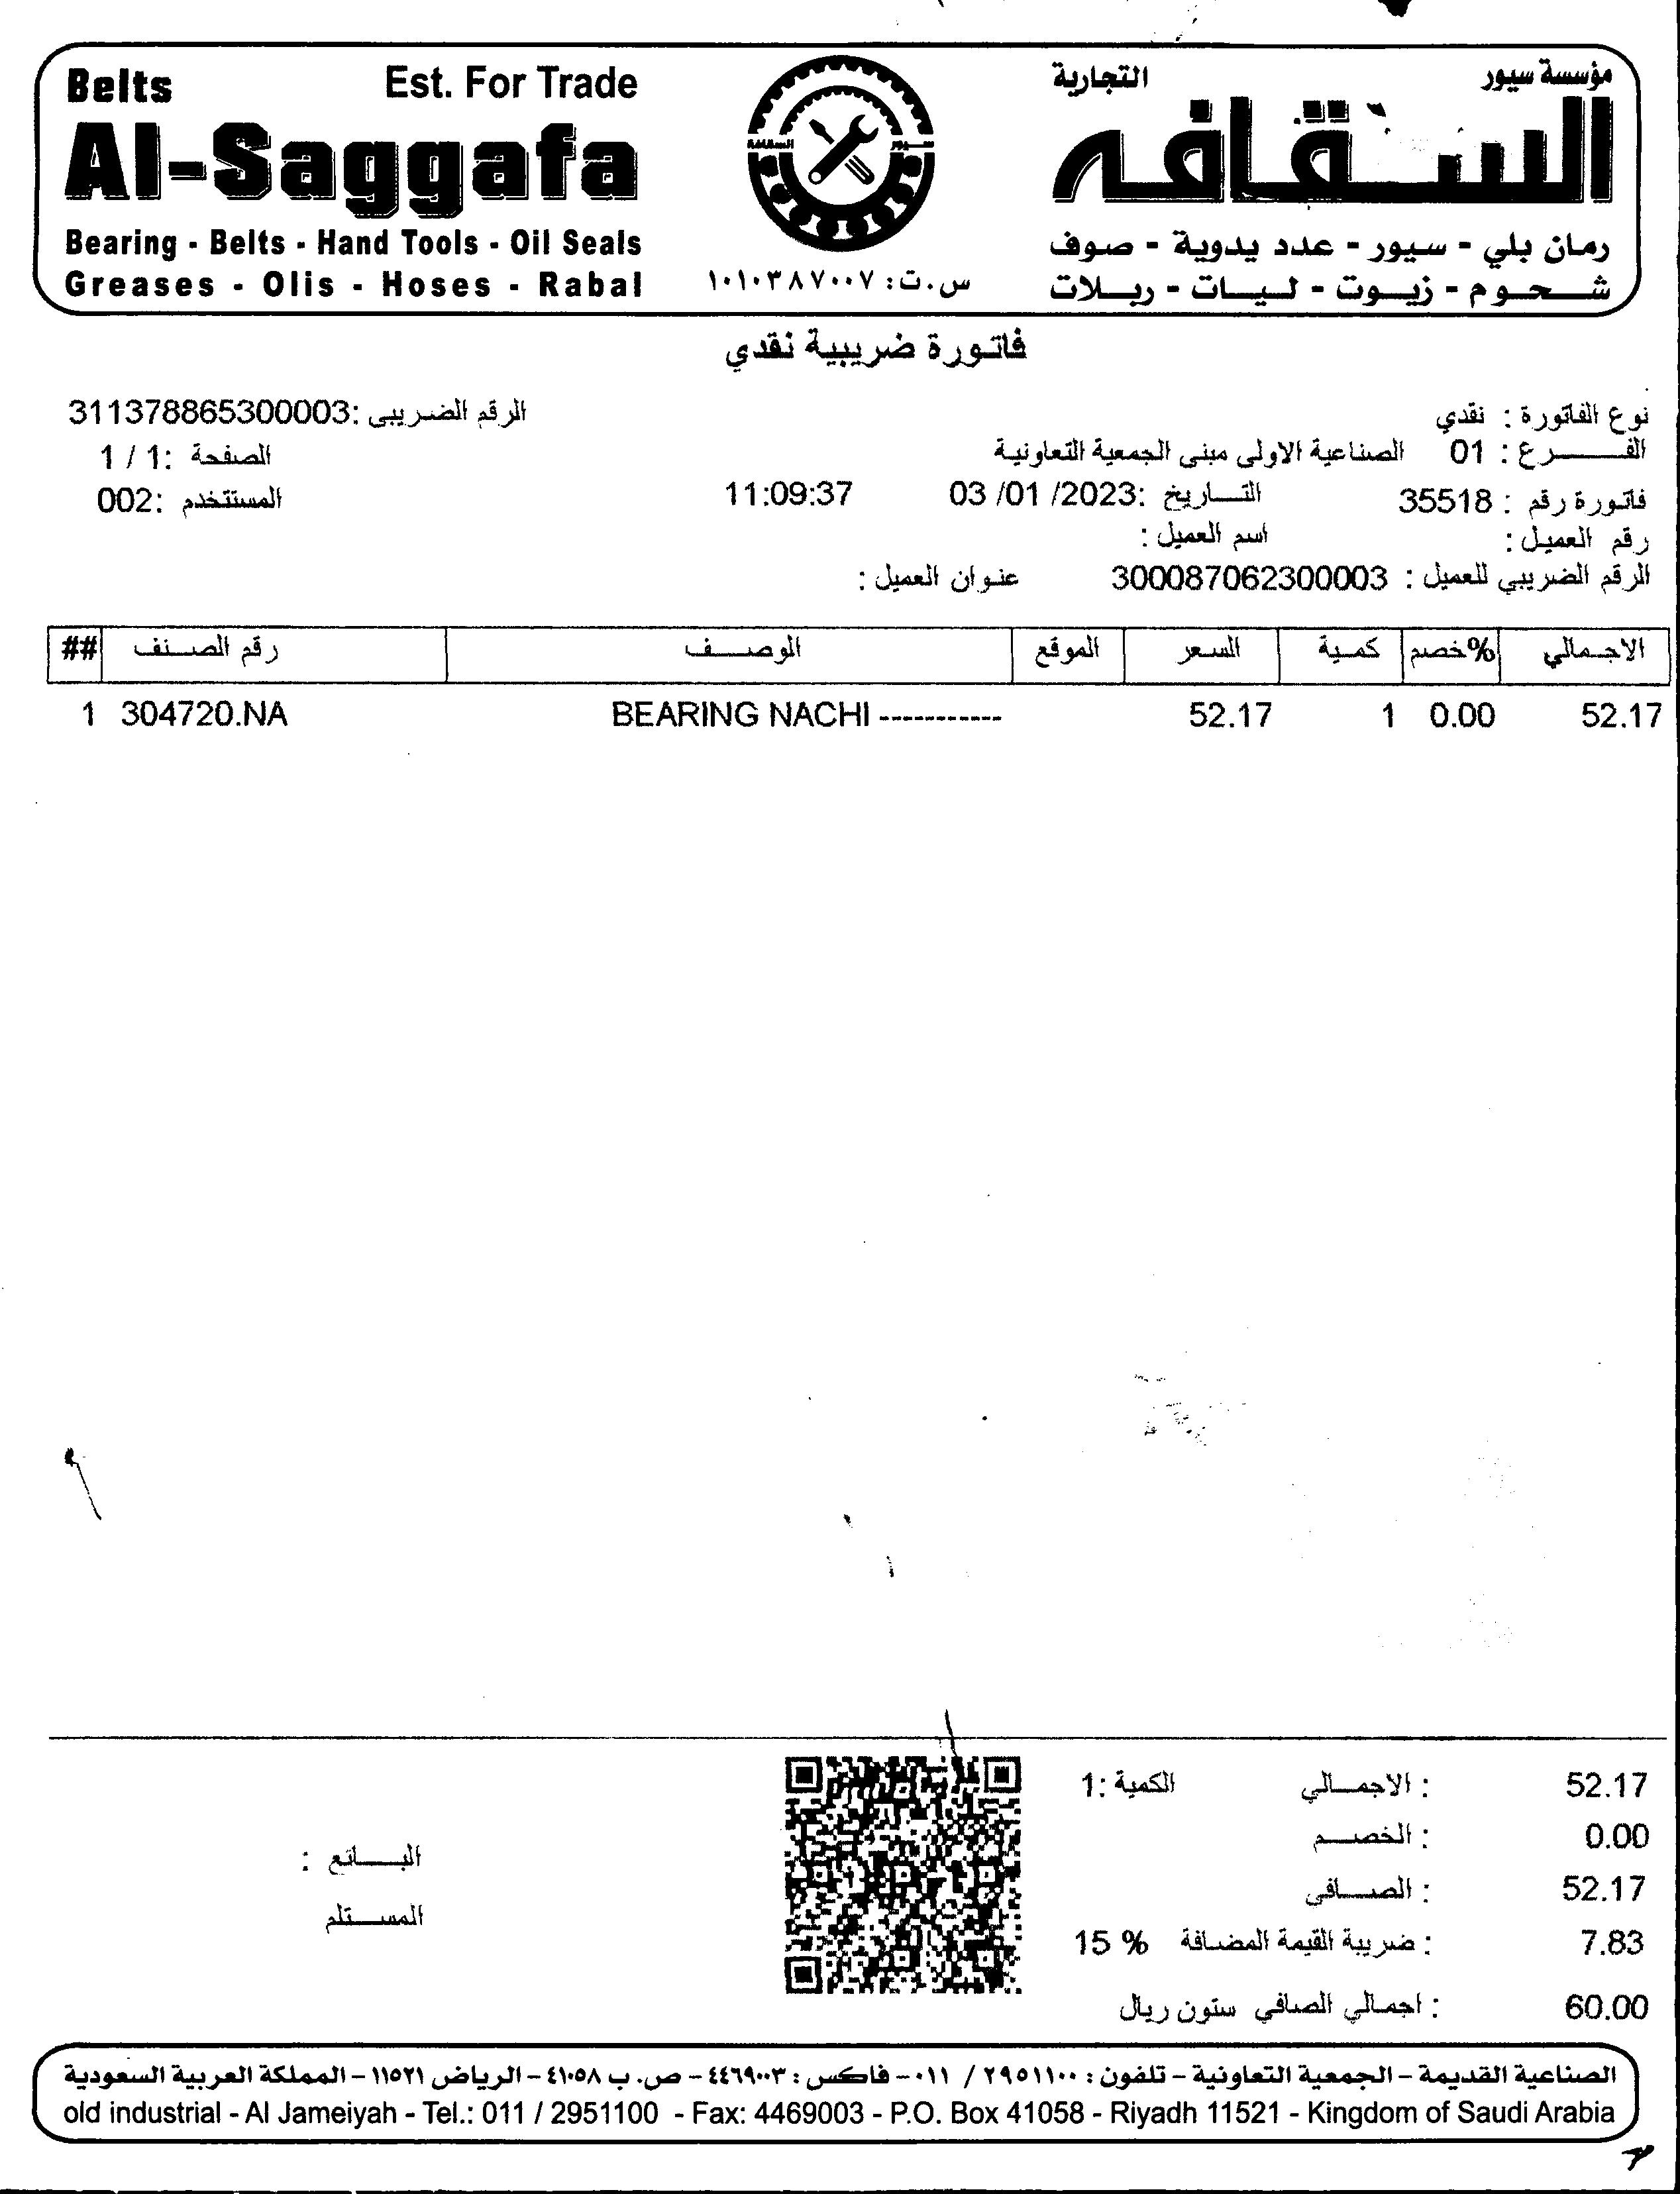 Belts Est. For Trade
Al-Saggafa
Bearing - Belts - Hand Tools - Oil Seals
Greases - Olis - Hoses - Rabal
مؤسسة سيور التجارية
السقافه
رمان بلي - سيور - عدد يدوية - صوف
شحوم - زيوت - ليات - ربلات
سيور السقافة
س.ت: ١٠١٠٣٨٧٠٠٧
فاتورة ضريبية نقدي
نوع الفاتورة : نقدي الرقم الضريبى :311378865300003
الفرع : 01 الصناعية الاولى مبنى الجمعية التعاونية الصفحة :1 / 1
فاتورة رقم : 35518 التاريخ :2023/ 01/ 03 11:09:37 المستخدم :002
رقم العميل : اسم العميل :
الرقم الضريبي للعميل : 300087062300003 عنوان العميل :
## رقم الصنف الوصف الموقع السعر كمية خصم% الاجمالي
1 304720.NA BEARING NACHI ----------- 52.17 1 0.00 52.17
الكمية :1 الاجمالي : 52.17
الخصم : 0.00
البائع :
الصافى : 52.17
المستلم
ضريبة القيمة المضافة % 15 : 7.83
اجمالي الصافي ستون ريال : 60.00
الصناعية القديمة - الجمعية التعاونية - تلفون : ٢٩٥١١٠٠ / ٠١١ - فاكس : ٤٤٦٩٠٠٣ - ص. ب ٤١٠٥٨ - الرياض ١١٥٢١ - المملكة العربية السعودية
old industrial - Al Jameiyah - Tel.: 011 / 2951100 - Fax: 4469003 - P.O. Box 41058 - Riyadh 11521 - Kingdom of Saudi Arabia